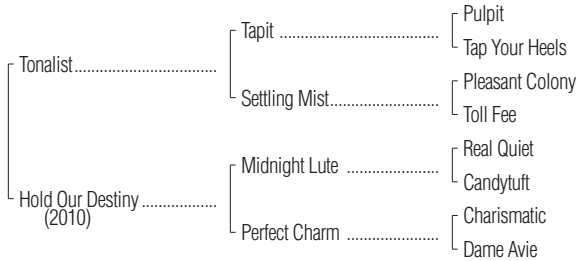 Pulpit
Tapit
Tap Your Heels
Tonalist
Pleasant Colony
Settling Mist
Toll Fee
Real Quiet
Midnight Lute
Candytuft
Hold Our Destiny
(2010)
Charismatic
Perfect Charm
Dame Avie